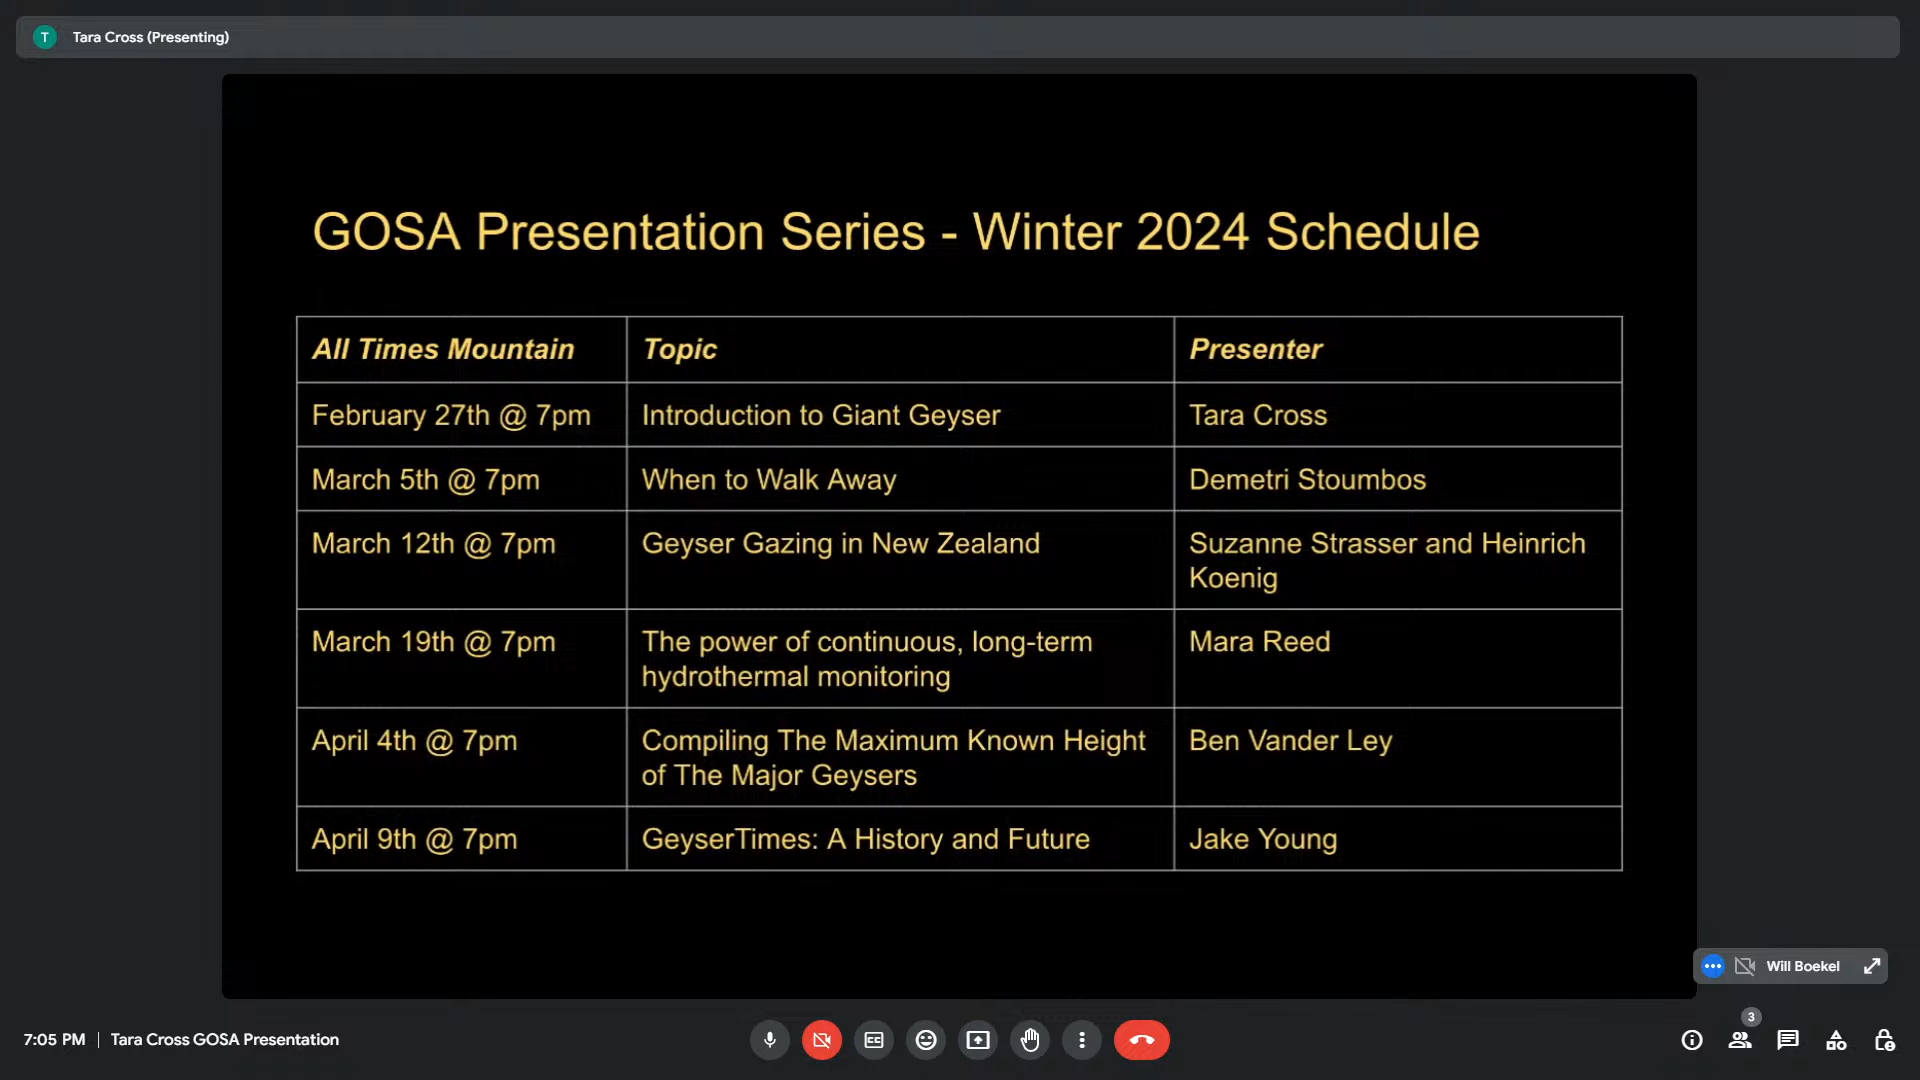 T Tara Cross (Presenting)
GOSA Presentation Series - Winter 2024 Schedule
All Times Mountain Topic Presenter
February 27th @ 7pm Introduction to Giant Geyser Tara Cross
March 5th @ 7pm When to Walk Away Demetri Stoumbos
March 12th @ 7pm Geyser Gazing in New Zealand Suzanne Strasser and Heinrich
Koenig
March 19th @ 7pm The power of continuous, long-term Mara Reed
hydrothermal monitoring
April 4th @ 7pm Compiling The Maximum Known Height Ben Vander Ley
of The Major Geysers
April 9th @ 7pm GeyserTimes: A History and Future Jake Young
Will Boekel
3
7:05 PM | Tara Cross GOSA Presentation